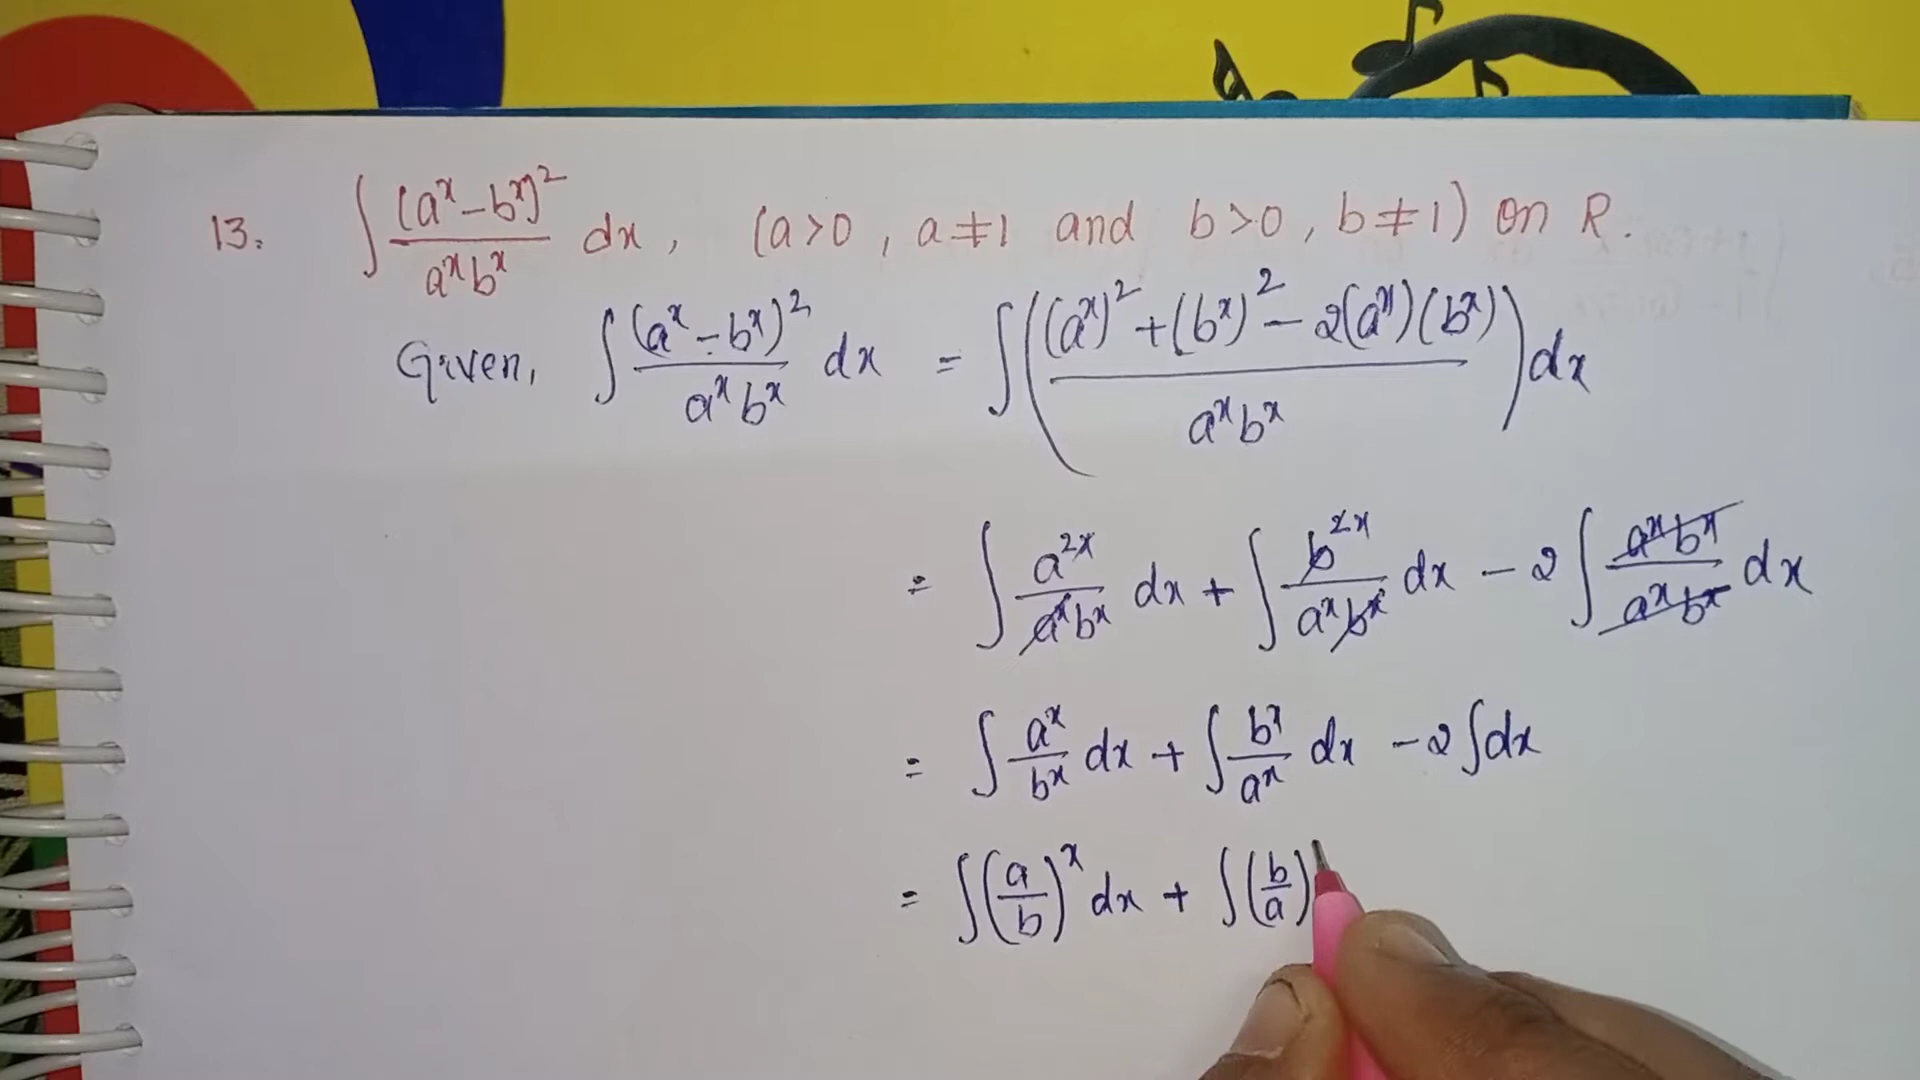 13. ∫ (a^x - b^x)^2 / a^x b^x dx, (a>0, a≠1 and b>0, b≠1) on R.
Given, ∫ (a^x - b^x)^2 / a^x b^x dx = ∫ ( (a^x)^2 + (b^x)^2 - 2(a^x)(b^x) / a^x b^x ) dx
= ∫ a^2x / a^x b^x dx + ∫ b^2x / a^x b^x dx - 2 ∫ a^x b^x / a^x b^x dx
= ∫ a^x / b^x dx + ∫ b^x / a^x dx - 2 ∫ dx
= ∫ (a/b)^x dx + ∫ (b/a)